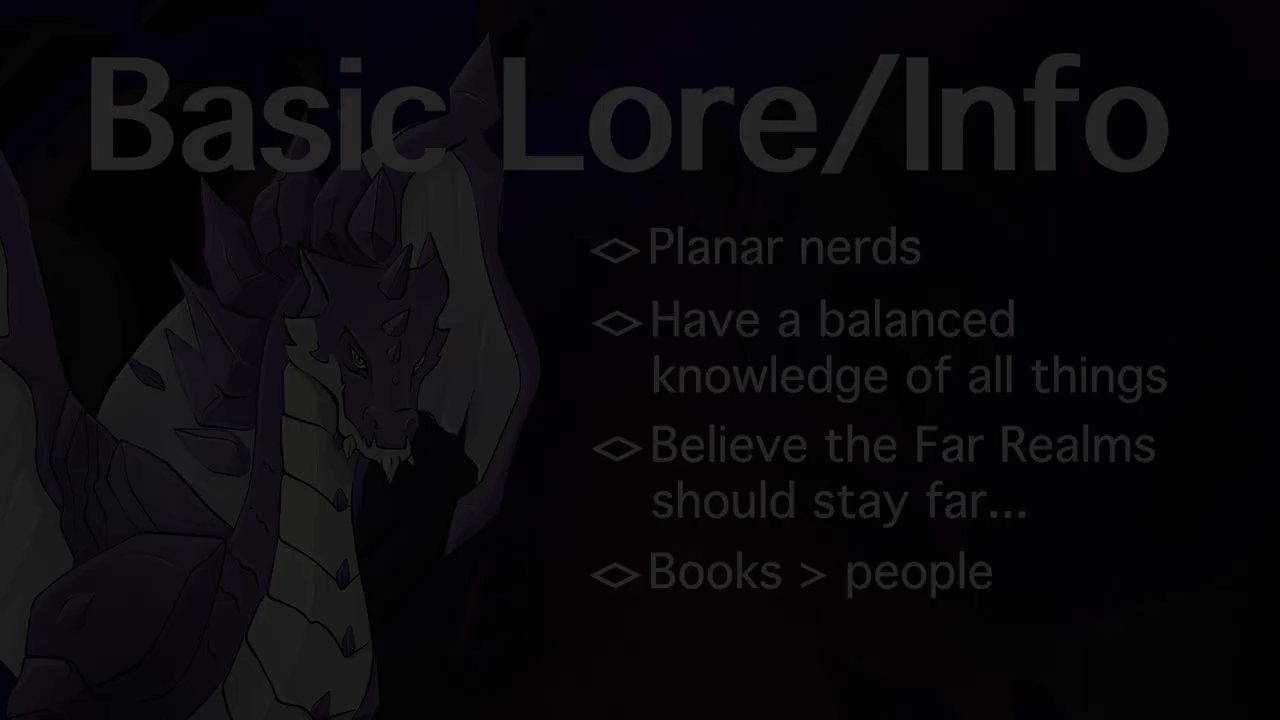 Basic Lore/Info
Planar nerds
Have a balanced
knowledge of all things
Believe the Far Realms
should stay far...
Books > people